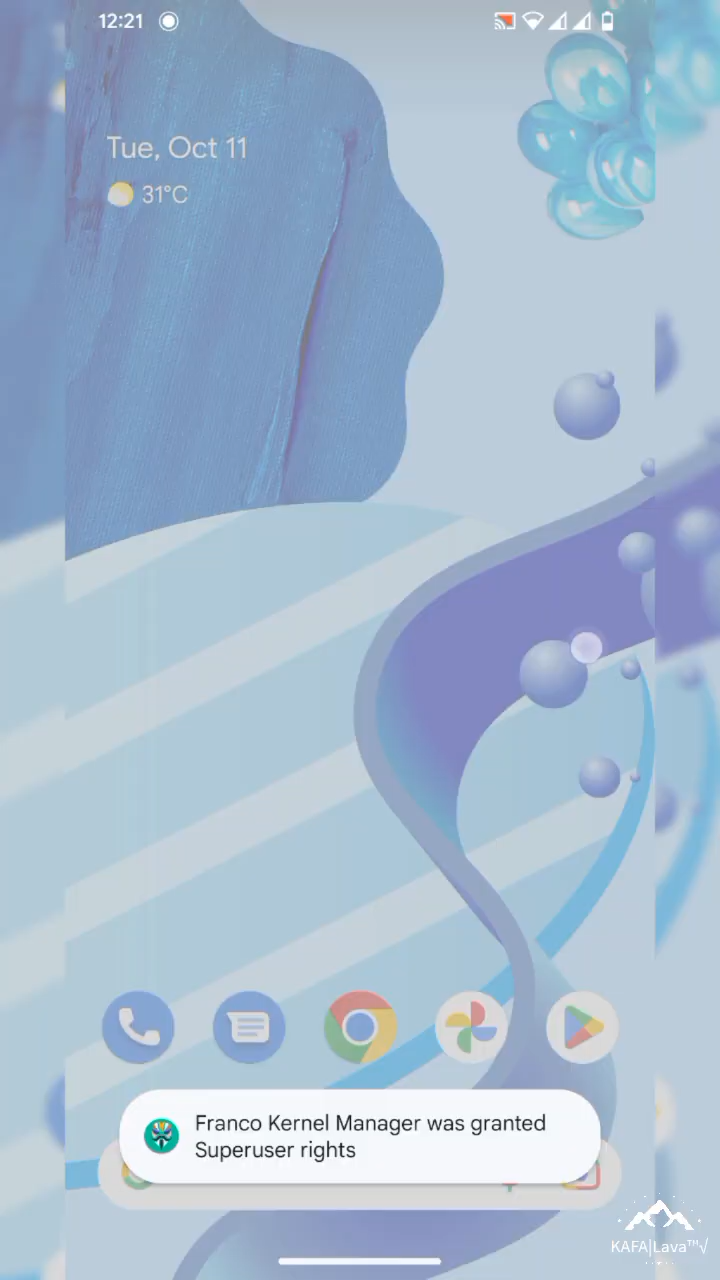 12:21
Tue, Oct 11
31°C
Franco Kernel Manager was granted
Superuser rights
KAFA|Lava™√